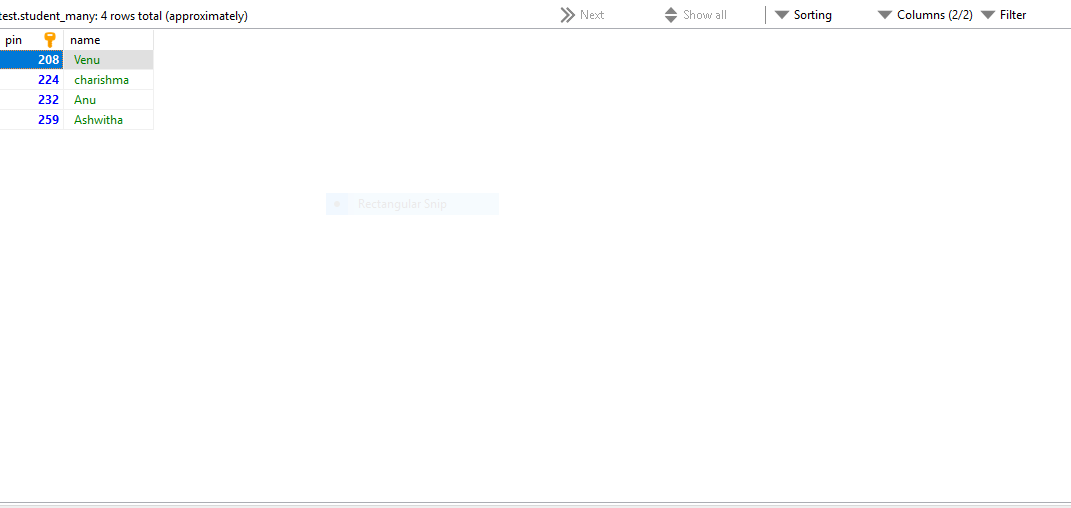 test.student_many: 4 rows total (approximately) Next Show all Sorting Columns (2/2) Filter
pin name
208 Venu
224 charishma
232 Anu
259 Ashwitha
Rectangular Snip